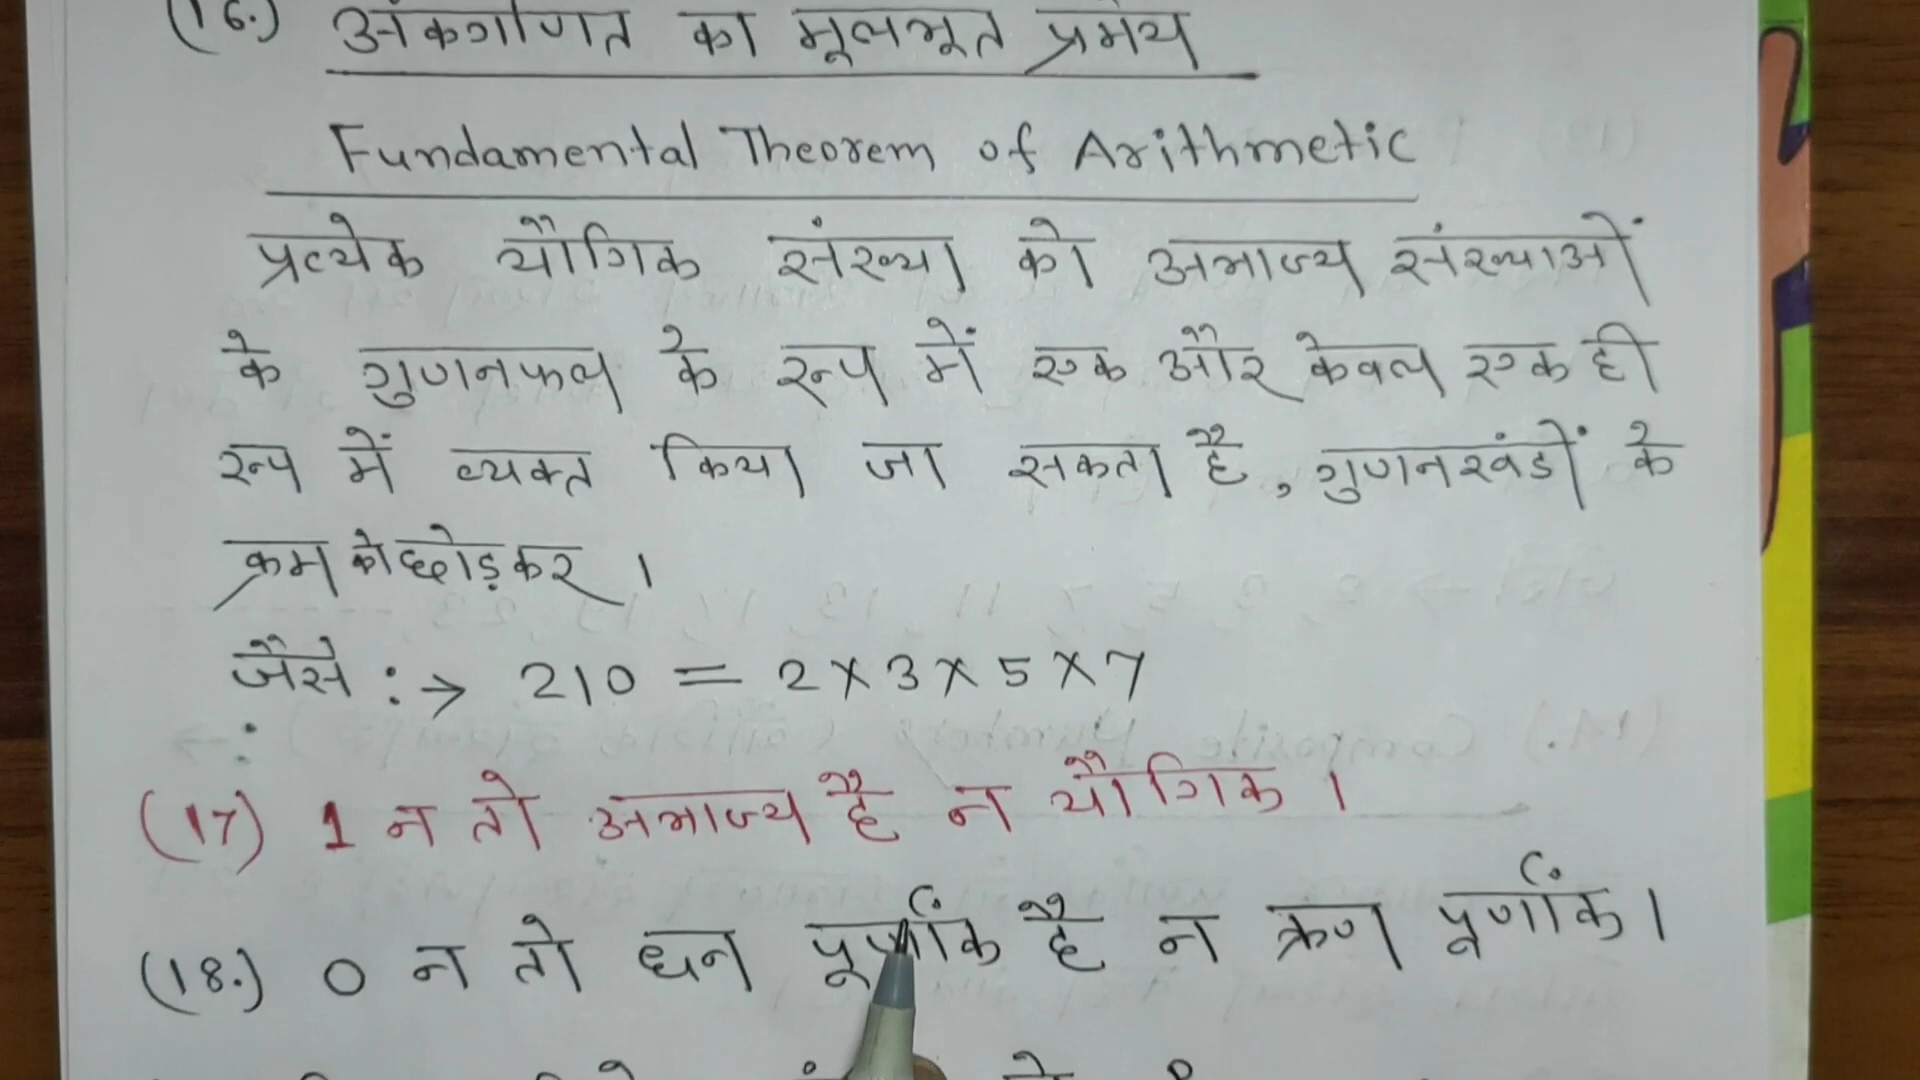 (16.) अंकगणित का मूलभूत प्रमेय
Fundamental Theorem of Arithmetic
प्रत्येक यौगिक संख्या को अभाज्य संख्याओं
के गुणनफल के रूप में एक और केवल एक ही
रूप में व्यक्त किया जा सकता है, गुणनखंडों के
क्रम को छोड़कर ।
जैसे :→ 210 = 2×3×5×7
(17) 1 न तो अभाज्य है न यौगिक ।
(18.) 0 न तो धन पूर्णांक है न ऋण पूर्णांक ।